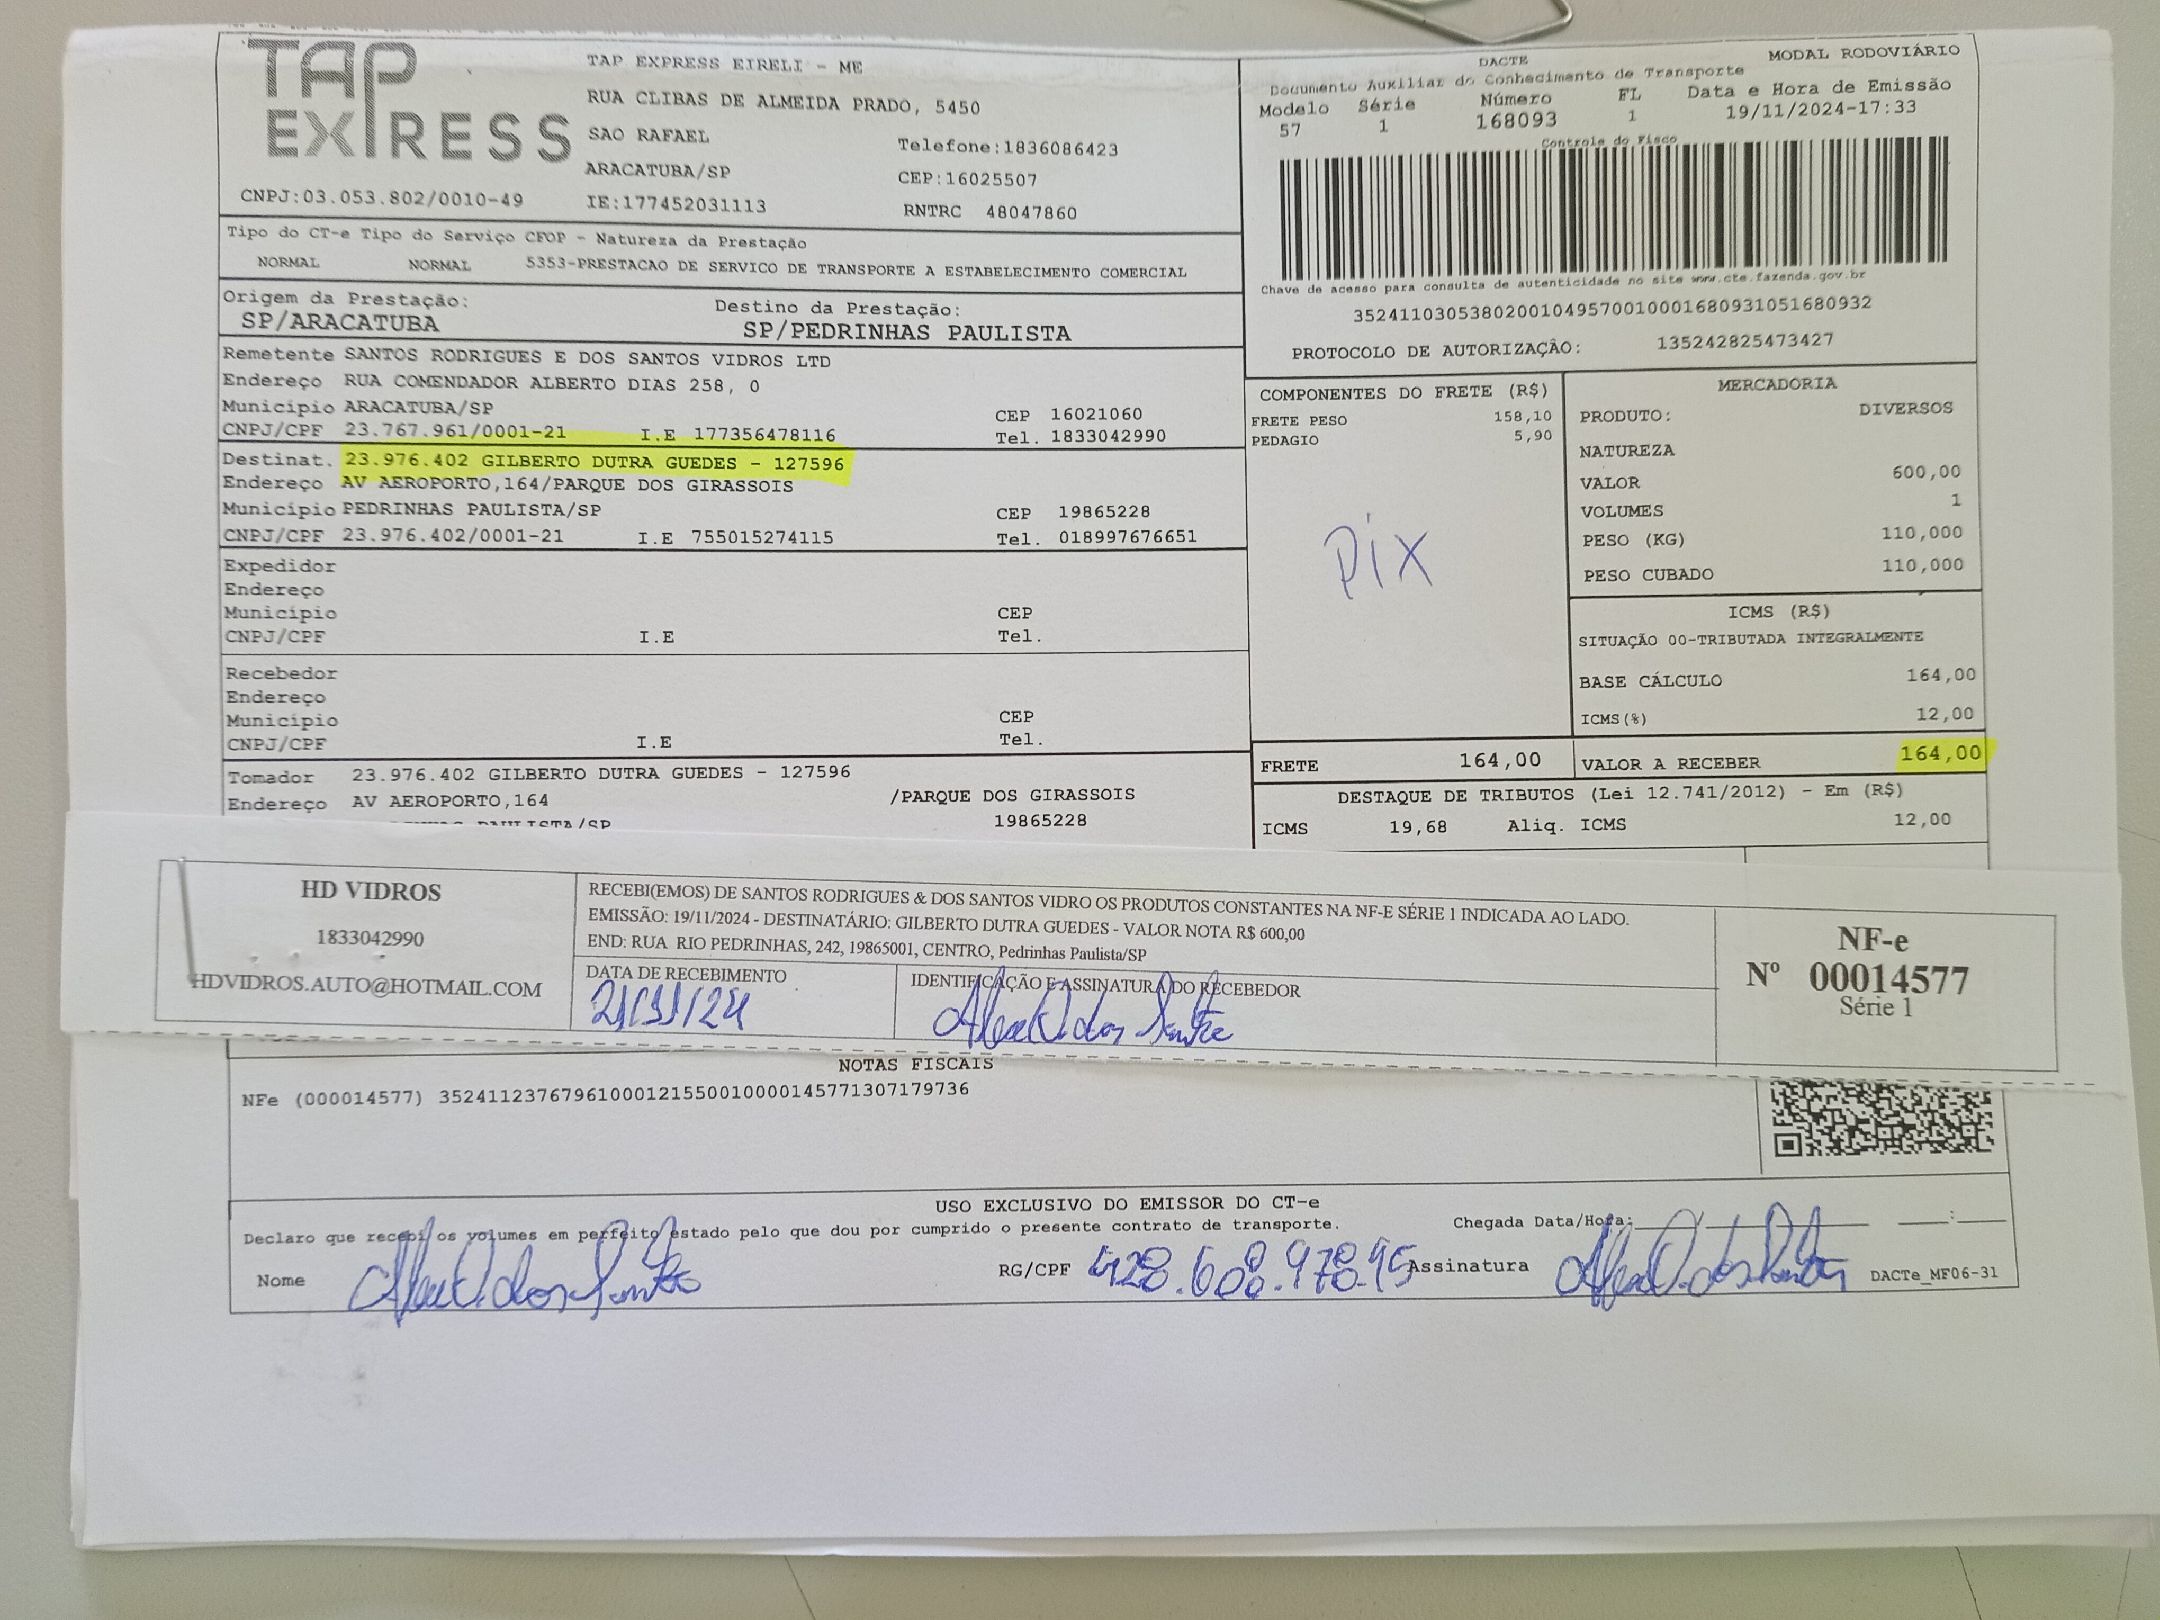 TAP
EXPRESS
TAP EXPRESS EIRELI - ME
RUA CLIBAS DE ALMEIDA PRADO, 5450
SAO RAFAEL
Telefone:1836086423
ARACATUBA/SP
CEP:16025507
CNPJ:03.053.802/0010-49
IE:177452031113
RNTRC 48047860
DACTE
MODAL RODOVIÁRIO
Documento Auxiliar do Conhecimento de Transporte
Modelo Série Número FL Data e Hora de Emissão
57 1 168093 1 19/11/2024-17:33
Controle do Fisco
Chave de acesso para consulta de autenticidade no site www.cte.fazenda.gov.br
35241103053802001049570010001680931051680932
PROTOCOLO DE AUTORIZAÇÃO: 135242825473427
Tipo do CT-e Tipo do Serviço CFOP - Natureza da Prestação
NORMAL NORMAL 5353-PRESTACAO DE SERVICO DE TRANSPORTE A ESTABELECIMENTO COMERCIAL
Origem da Prestação: Destino da Prestação:
SP/ARACATUBA SP/PEDRINHAS PAULISTA
Remetente SANTOS RODRIGUES E DOS SANTOS VIDROS LTD
Endereço RUA COMENDADOR ALBERTO DIAS 258, 0
Município ARACATUBA/SP CEP 16021060
CNPJ/CPF 23.767.961/0001-21 I.E 177356478116 Tel. 1833042990
Destinat. 23.976.402 GILBERTO DUTRA GUEDES - 127596
Endereço AV AEROPORTO,164/PARQUE DOS GIRASSOIS
Município PEDRINHAS PAULISTA/SP CEP 19865228
CNPJ/CPF 23.976.402/0001-21 I.E 755015274115 Tel. 018997676651
Expedidor
Endereço
Município CEP
CNPJ/CPF I.E Tel.
Recebedor
Endereço
Município CEP
CNPJ/CPF I.E Tel.
Tomador 23.976.402 GILBERTO DUTRA GUEDES - 127596
Endereço AV AEROPORTO,164 /PARQUE DOS GIRASSOIS
PAULISTA/SP 19865228
COMPONENTES DO FRETE (R$)
FRETE PESO 158,10
PEDAGIO 5,90
PIX
MERCADORIA
PRODUTO: DIVERSOS
NATUREZA
VALOR 600,00
VOLUMES 1
PESO (KG) 110,000
PESO CUBADO 110,000
ICMS (R$)
SITUAÇÃO 00-TRIBUTADA INTEGRALMENTE
BASE CÁLCULO 164,00
ICMS(%) 12,00
FRETE 164,00 VALOR A RECEBER 164,00
DESTAQUE DE TRIBUTOS (Lei 12.741/2012) - Em (R$)
ICMS 19,68 Aliq. ICMS 12,00
HD VIDROS
1833042990
HDVIDROS.AUTO@HOTMAIL.COM
RECEBI(EMOS) DE SANTOS RODRIGUES & DOS SANTOS VIDRO OS PRODUTOS CONSTANTES NA NF-E SÉRIE 1 INDICADA AO LADO.
EMISSÃO: 19/11/2024 - DESTINATÁRIO: GILBERTO DUTRA GUEDES - VALOR NOTA R$ 600,00
END: RUA RIO PEDRINHAS, 242, 19865001, CENTRO, Pedrinhas Paulista/SP
DATA DE RECEBIMENTO IDENTIFICAÇÃO E ASSINATURA DO RECEBEDOR
21/11/24
NF-e
Nº 00014577
Série 1
NOTAS FISCAIS
NFe (000014577) 35241123767961000121550010000145771307179736
USO EXCLUSIVO DO EMISSOR DO CT-e
Declaro que recebi os volumes em perfeito estado pelo que dou por cumprido o presente contrato de transporte. Chegada Data/Hora:
Nome RG/CPF 428.608.978.95 Assinatura DACTe_MF06-31